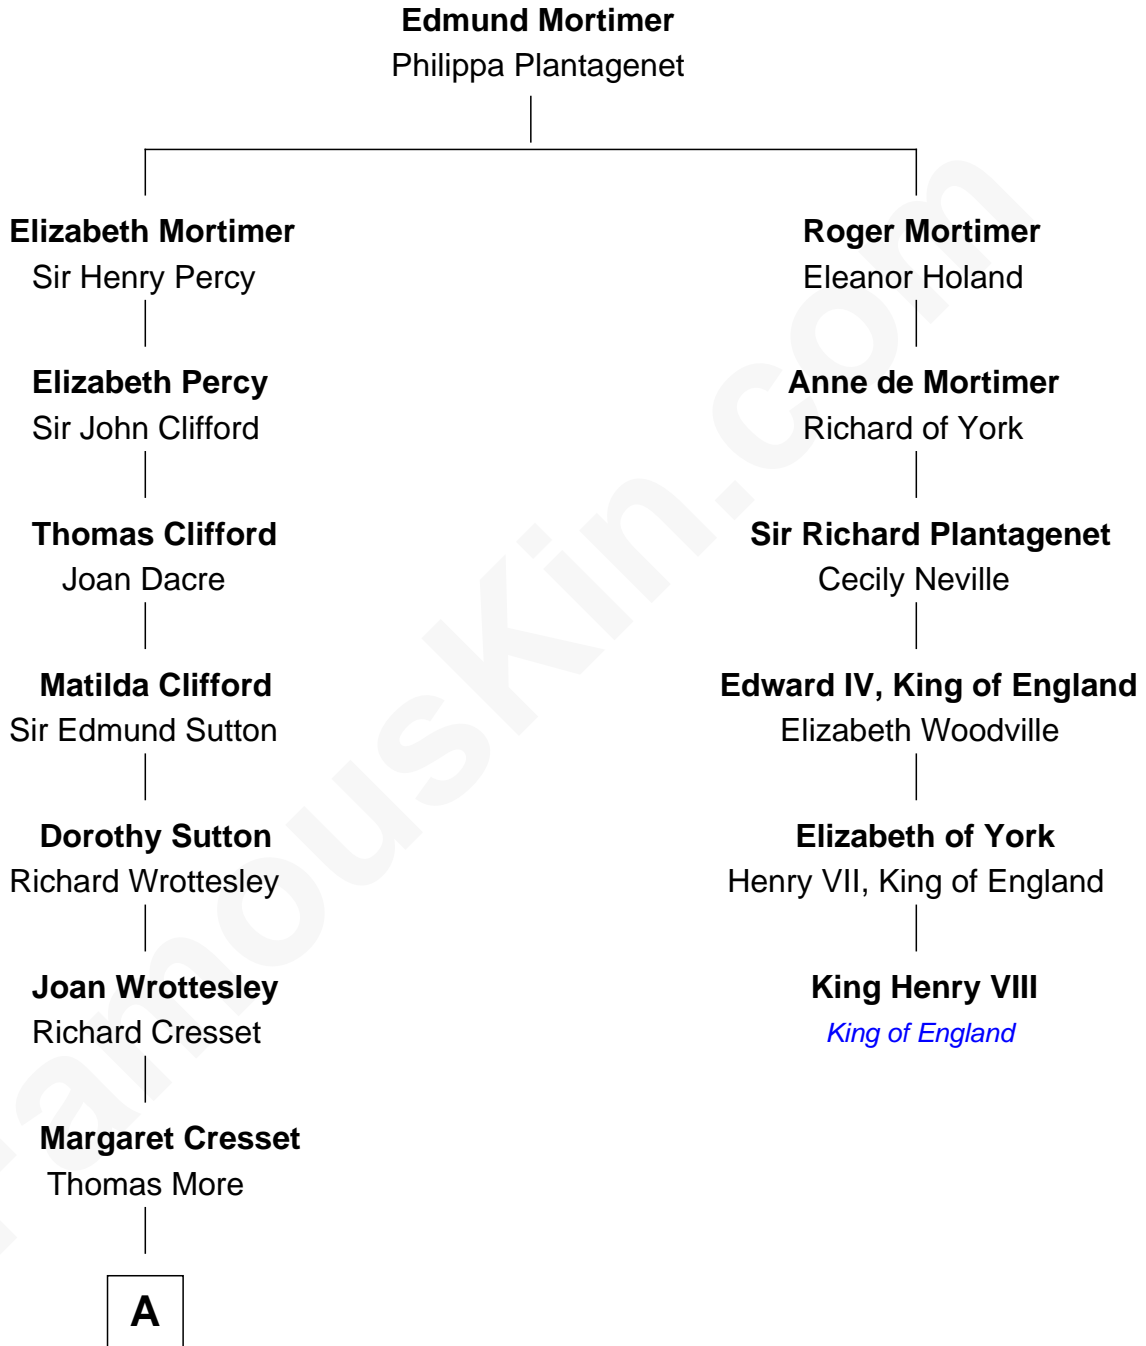 Edmund Mortimer
Philippa Plantagenet
Elizabeth Mortimer
Sir Henry Percy
Roger Mortimer
Eleanor Holand
Elizabeth Percy
Sir John Clifford
Anne de Mortimer
Richard of York
Thomas Clifford
Joan Dacre
Sir Richard Plantagenet
Cecily Neville
Matilda Clifford
Sir Edmund Sutton
Edward IV, King of England
Elizabeth Woodville
Dorothy Sutton
Richard Wrottesley
Elizabeth of York
Henry VII, King of England
Joan Wrottesley
Richard Cresset
King Henry VIII
King of England
Margaret Cresset
Thomas More
A
FamousKin.com